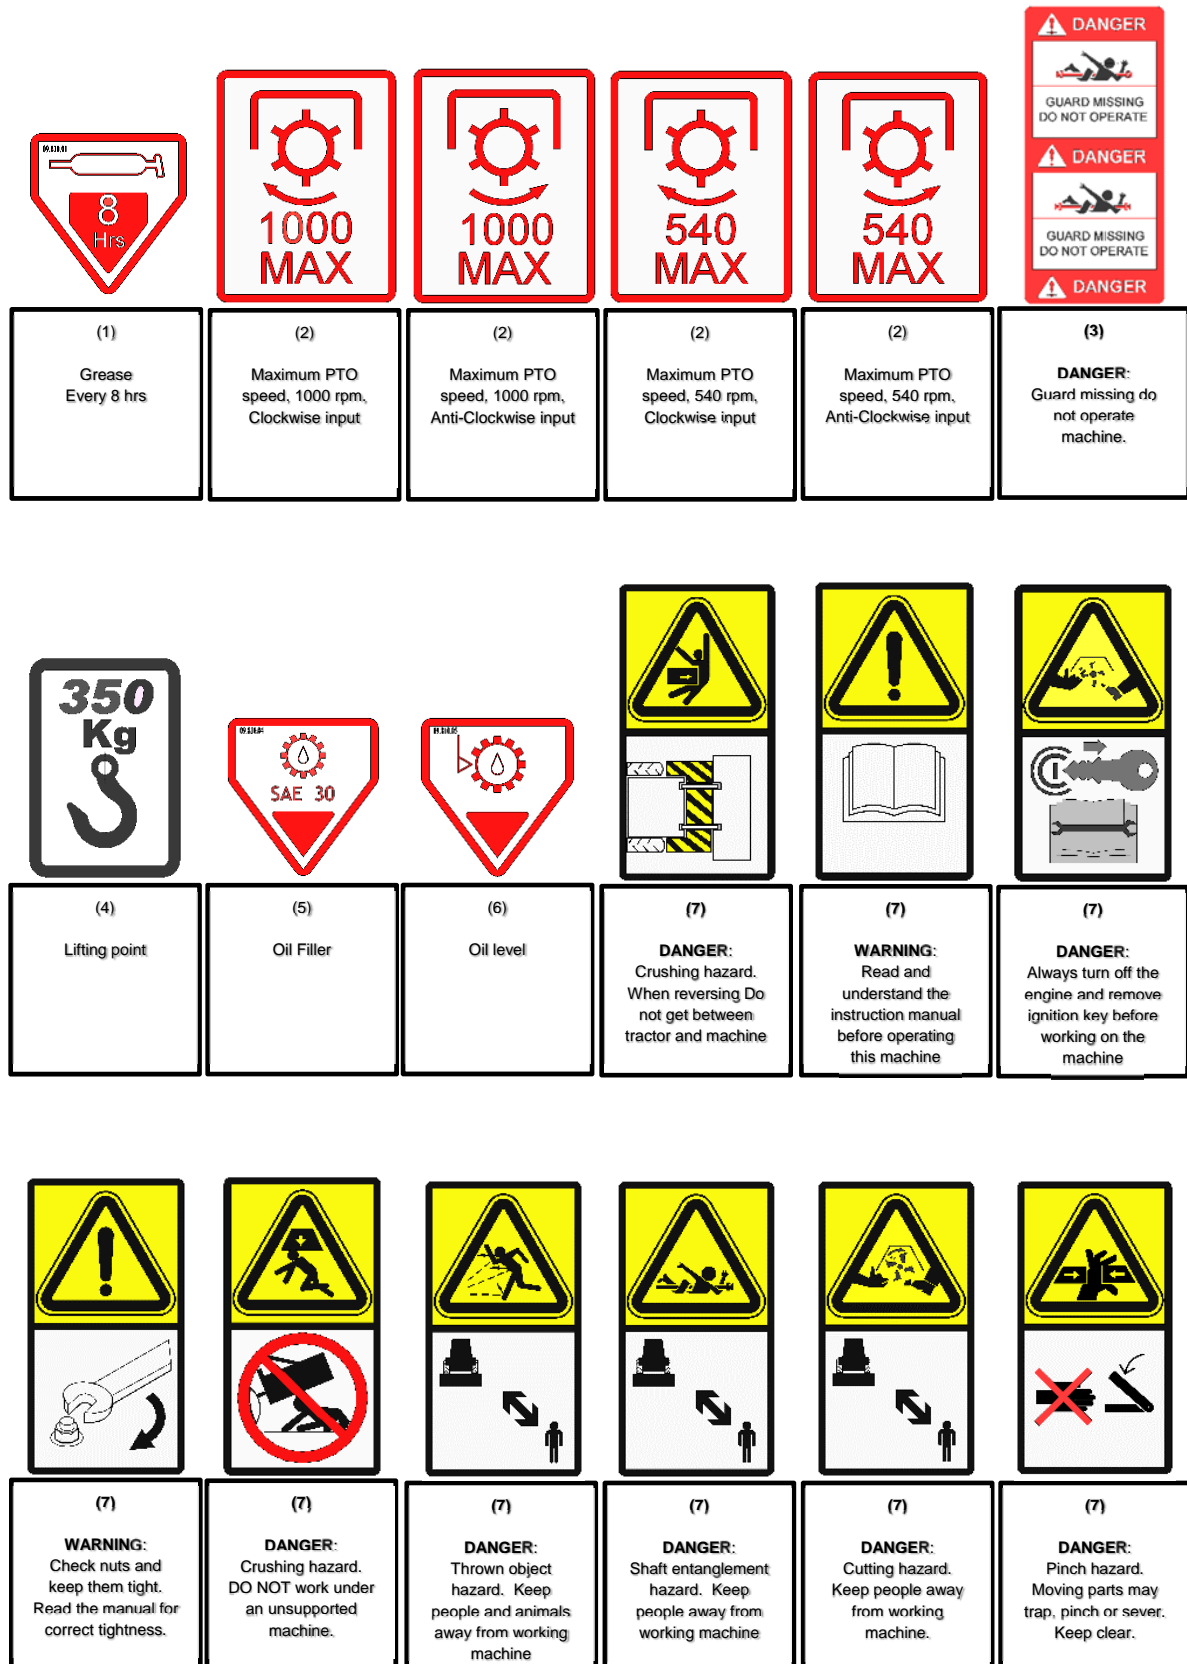 09.810.01
8
Hrs
1000
MAX
1000
MAX
540
MAX
540
MAX
DANGER
GUARD MISSING
DO NOT OPERATE
DANGER
GUARD MISSING
DO NOT OPERATE
DANGER
(1)
Grease
Every 8 hrs
(2)
Maximum PTO
speed, 1000 rpm,
Clockwise input
(2)
Maximum PTO
speed, 1000 rpm,
Anti-Clockwise input
(2)
Maximum PTO
speed, 540 rpm,
Clockwise input
(2)
Maximum PTO
speed, 540 rpm,
Anti-Clockwise input
(3)
DANGER:
Guard missing do
not operate
machine.
350
Kg
SAE 30
(4)
Lifting point
(5)
Oil Filler
(6)
Oil level
(7)
DANGER:
Crushing hazard.
When reversing Do
not get between
tractor and machine
(7)
WARNING:
Read and
understand the
instruction manual
before operating
this machine
(7)
DANGER:
Always turn off the
engine and remove
ignition key before
working on the
machine
(7)
WARNING:
Check nuts and
keep them tight.
Read the manual for
correct tightness.
(7)
DANGER:
Crushing hazard.
DO NOT work under
an unsupported
machine.
(7)
DANGER:
Thrown object
hazard. Keep
people and animals
away from working
machine
(7)
DANGER:
Shaft entanglement
hazard. Keep
people away from
working machine
(7)
DANGER:
Cutting hazard.
Keep people away
from working
machine.
(7)
DANGER:
Pinch hazard.
Moving parts may
trap, pinch or sever.
Keep clear.